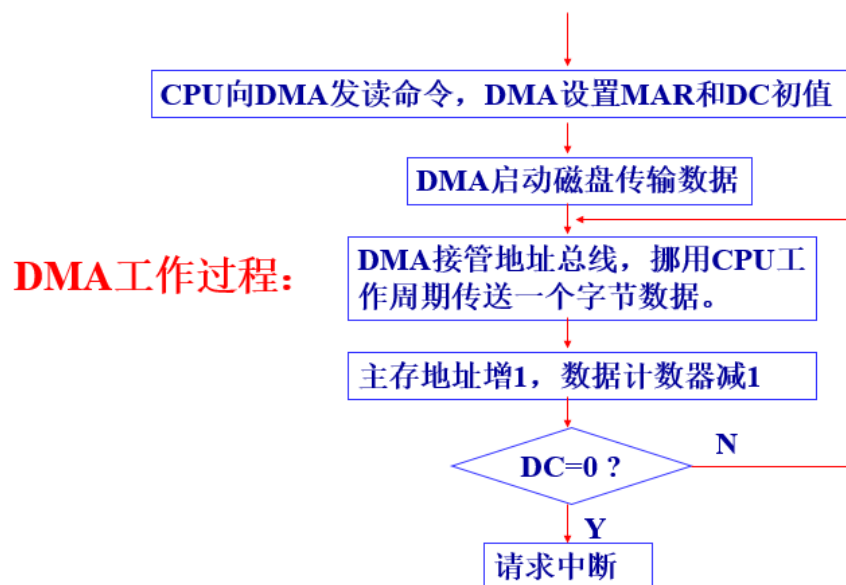 CPU向DMA发读命令，DMA设置MAR和DC初值
DMA启动磁盘传输数据
DMA工作过程：
DMA接管地址总线，挪用CPU工
作周期传送一个字节数据。
主存地址增1，数据计数器减1
DC=0 ?
N
Y
请求中断